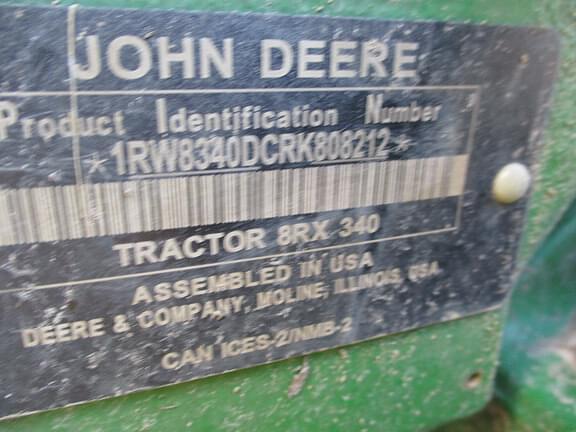 JOHN DEERE
Product Identification Number
*1RW8340DCRK808212*
TRACTOR 8RX 340
ASSEMBLED IN USA
DEERE & COMPANY, MOLINE, ILLINOIS, USA
CAN ICES-2/NMB-2